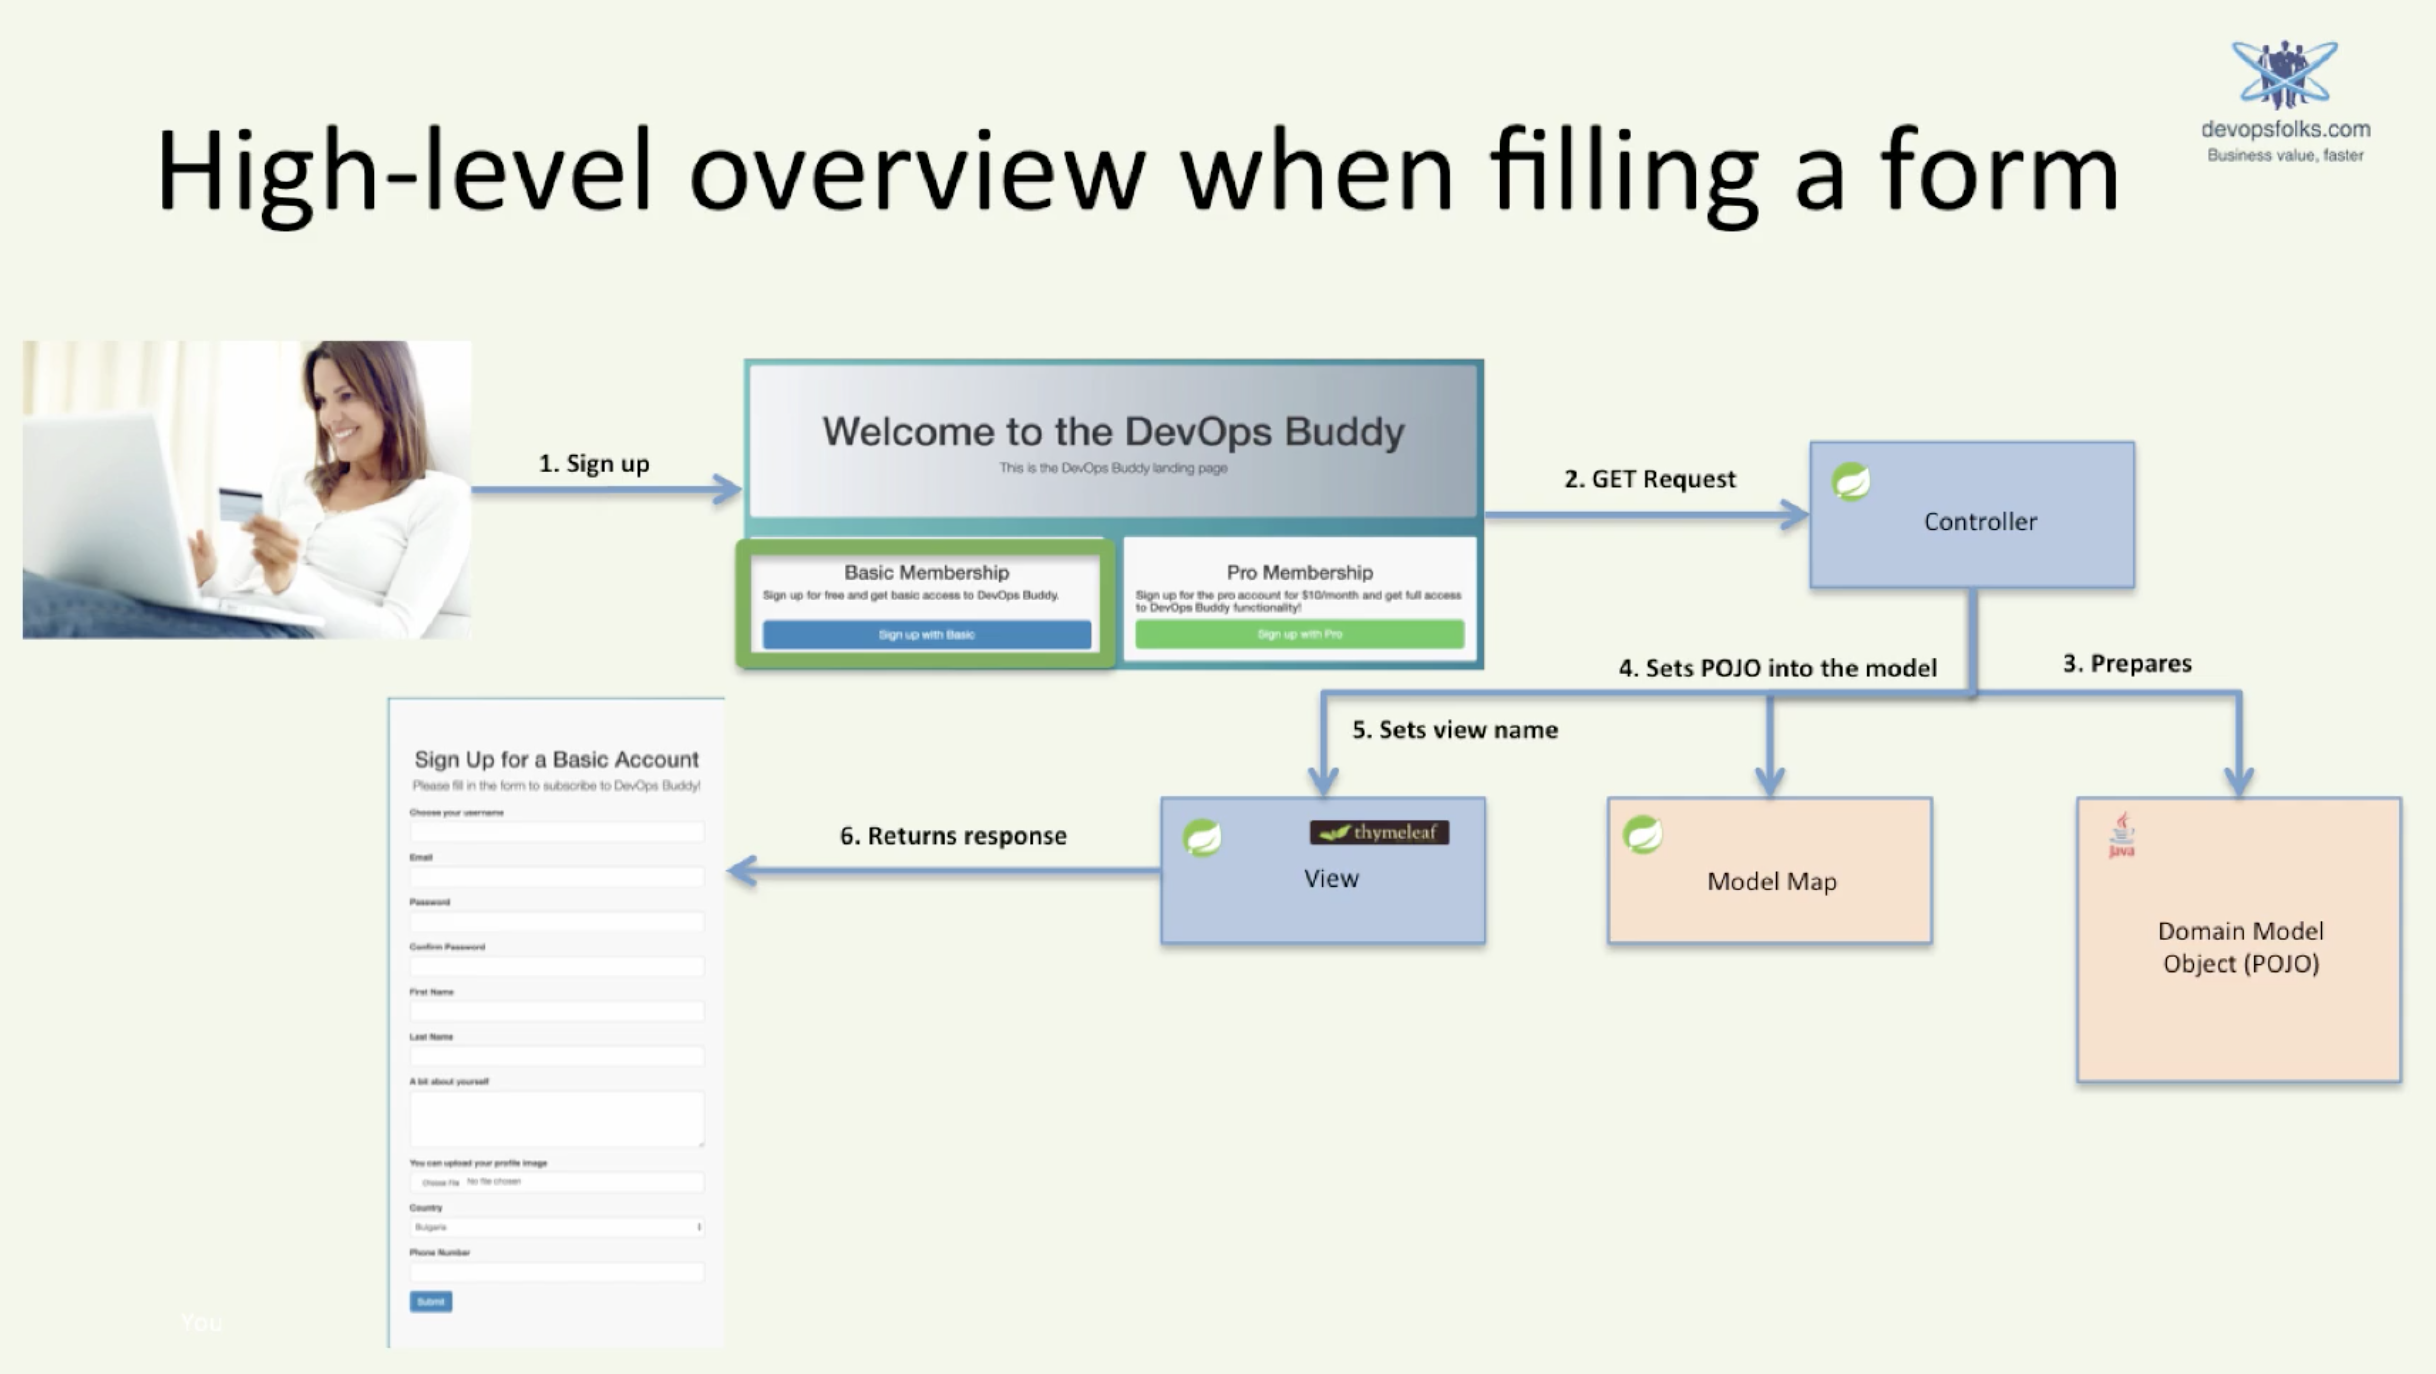 devopsfolks.com
Business value, faster
High-level overview when filling a form
1. Sign up
Welcome to the DevOps Buddy
This is the DevOps Buddy landing page
Basic Membership
Sign up for free and get basic access to DevOps Buddy.
Sign up with Basic
Pro Membership
Sign up for the pro account for $10/month and get full access
to DevOps Buddy functionality!
Sign up with Pro
2. GET Request
Controller
4. Sets POJO into the model
3. Prepares
5. Sets view name
6. Returns response
thymeleaf
View
Model Map
Java
Domain Model
Object (POJO)
Sign Up for a Basic Account
Please fill in the form to subscribe to DevOps Buddy!
Choose your username
Email
Password
Confirm Password
First Name
Last Name
A bit about yourself
You can upload your profile image
Choose File No file chosen
Country
Bulgaria
Phone Number
Submit
You